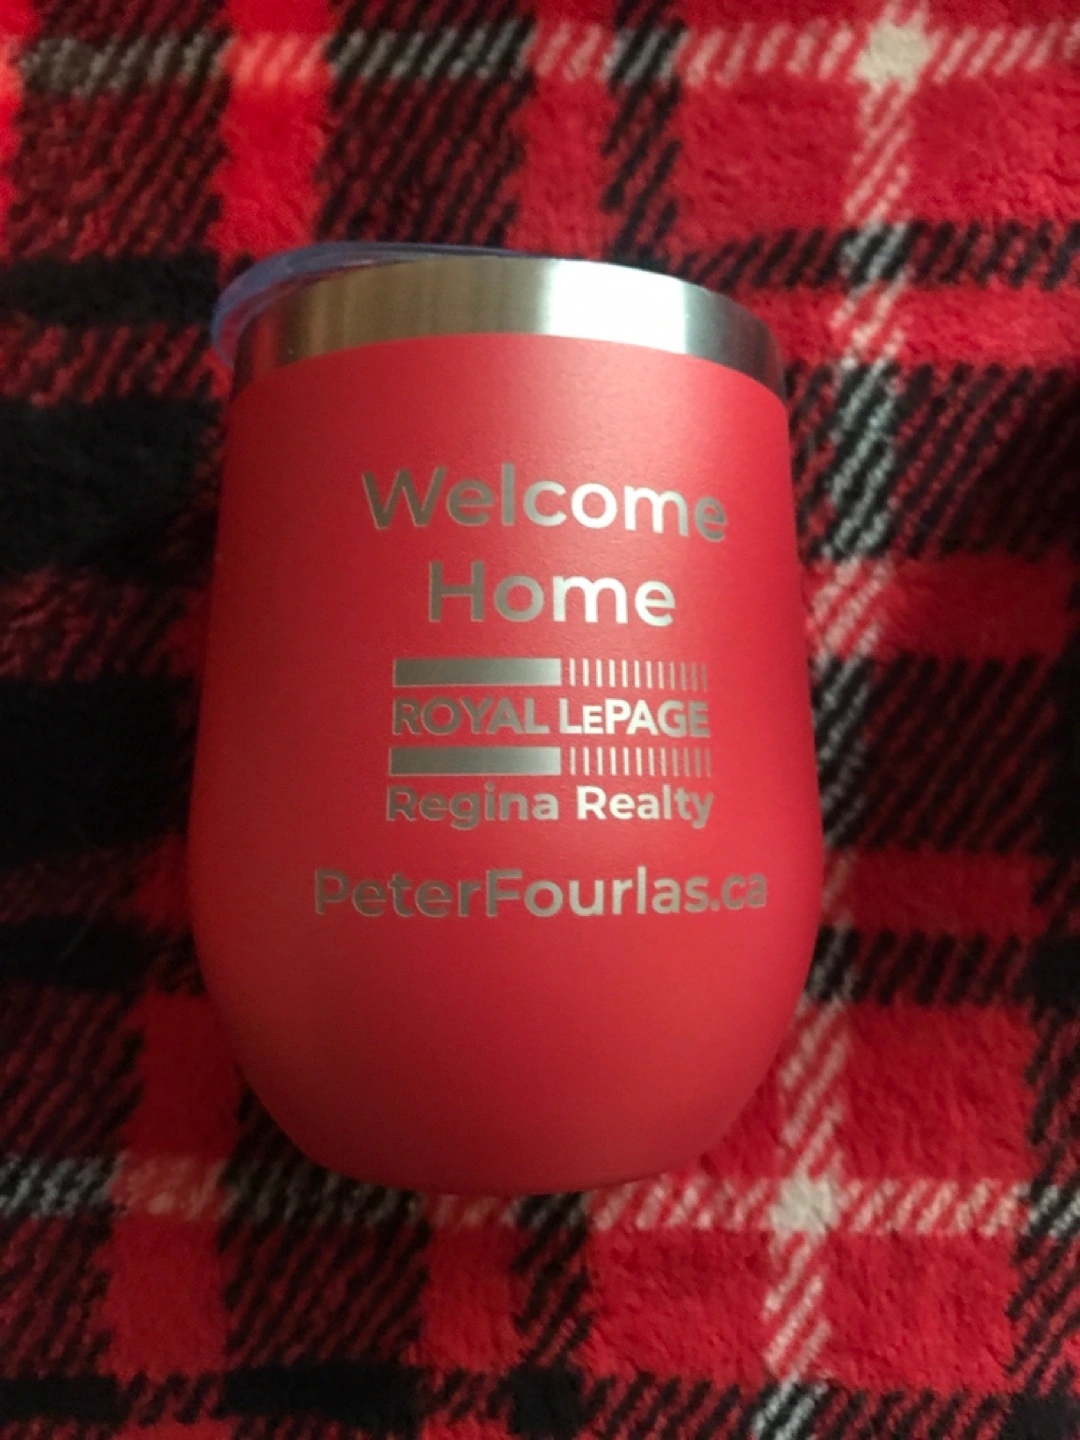 Welcome
Home
ROYAL LEPAGE
Regina Realty
PeterFourlas.ca